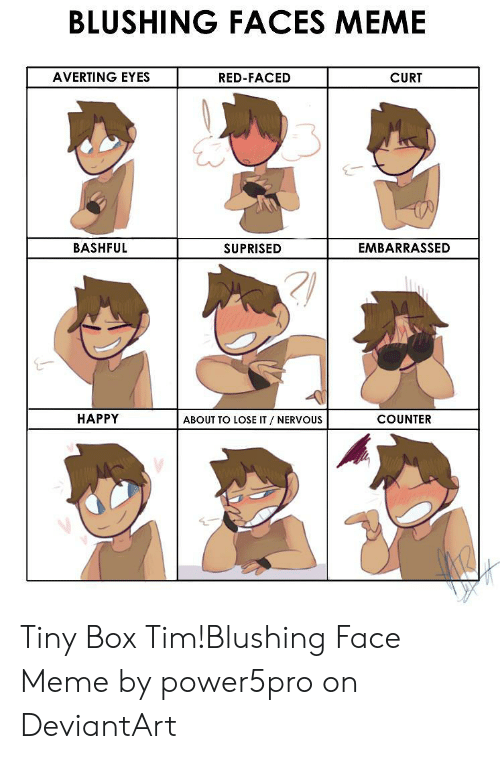 BLUSHING FACES MEME
AVERTING EYES
RED-FACED
CURT
BASHFUL
SUPRISED
EMBARRASSED
?!
HAPPY
ABOUT TO LOSE IT / NERVOUS
COUNTER
Tiny Box Tim!Blushing Face
Meme by power5pro on
DeviantArt